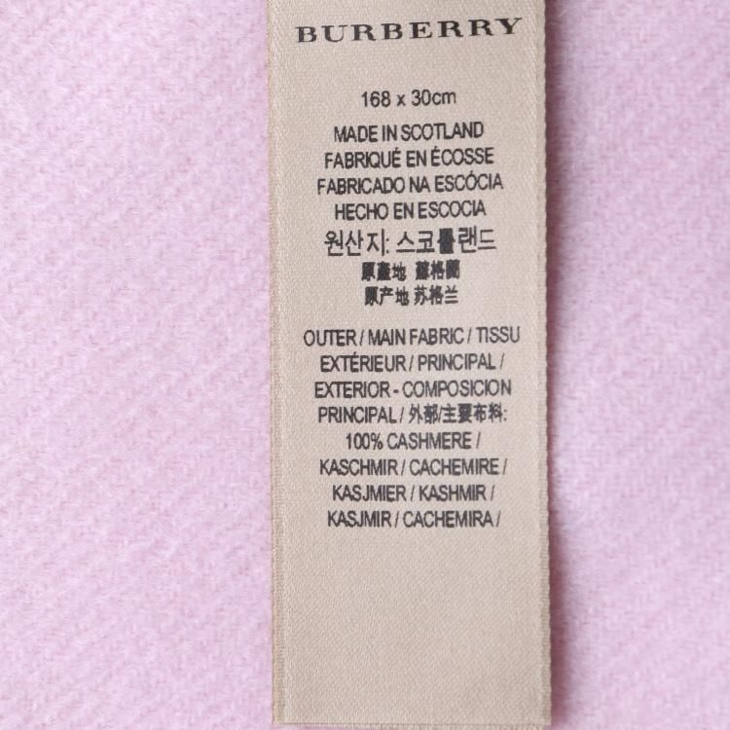 BURBERRY
168 x 30cm
MADE IN SCOTLAND
FABRIQUÉ EN ÉCOSSE
FABRICADO NA ESCÓCIA
HECHO EN ESCOCIA
원산지: 스코틀랜드
原產地 蘇格蘭
原产地 苏格兰
OUTER / MAIN FABRIC / TISSU
EXTÉRIEUR / PRINCIPAL /
EXTERIOR - COMPOSICION
PRINCIPAL / 外部/主要布料:
100% CASHMERE /
KASCHMIR / CACHEMIRE /
KASJMIER / KASHMIR /
KASJMIR / CACHEMIRA /